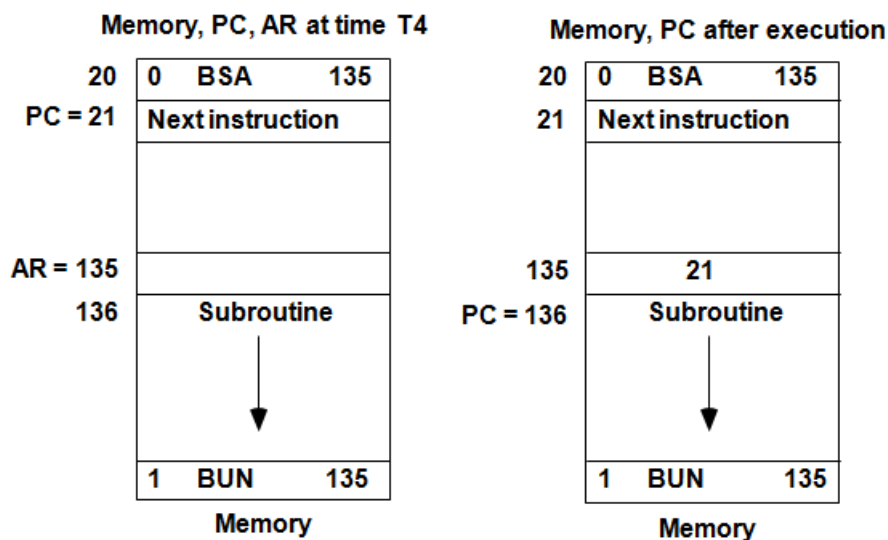 Memory, PC, AR at time T4
20 0 BSA 135
PC = 21 Next instruction
AR = 135
136 Subroutine
1 BUN 135
Memory
Memory, PC after execution
20 0 BSA 135
21 Next instruction
135 21
PC = 136 Subroutine
1 BUN 135
Memory